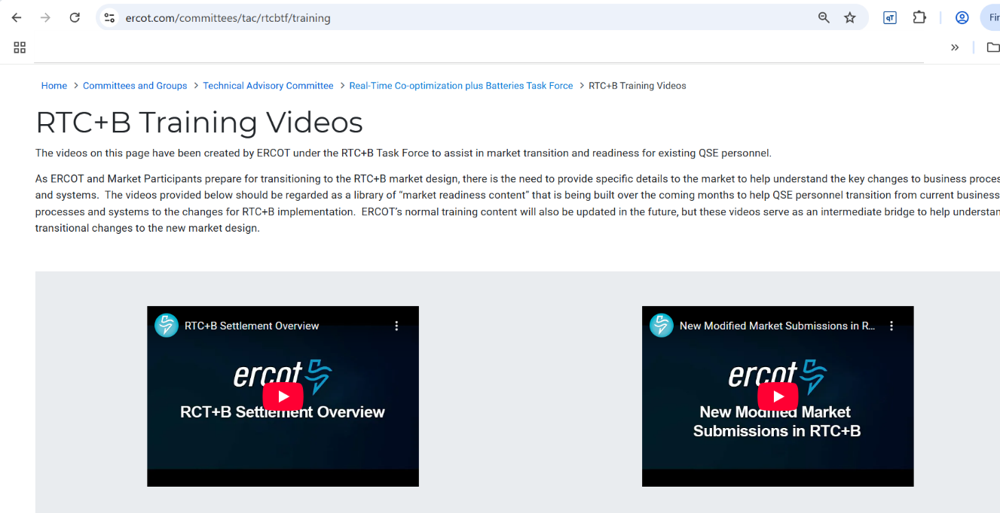 ercot.com/committees/tac/rtcbtf/training
qT
Fir
Home > Committees and Groups > Technical Advisory Committee > Real-Time Co-optimization plus Batteries Task Force > RTC+B Training Videos
RTC+B Training Videos
The videos on this page have been created by ERCOT under the RTC+B Task Force to assist in market transition and readiness for existing QSE personnel.
As ERCOT and Market Participants prepare for transitioning to the RTC+B market design, there is the need to provide specific details to the market to help understand the key changes to business proces
and systems.  The videos provided below should be regarded as a library of “market readiness content” that is being built over the coming months to help QSE personnel transition from current business
processes and systems to the changes for RTC+B implementation.  ERCOT’s normal training content will also be updated in the future, but these videos serve as an intermediate bridge to help understan
transitional changes to the new market design.
RTC+B Settlement Overview
ercot
RCT+B Settlement Overview
New Modified Market Submissions in R...
ercot
New Modified Market
Submissions in RTC+B